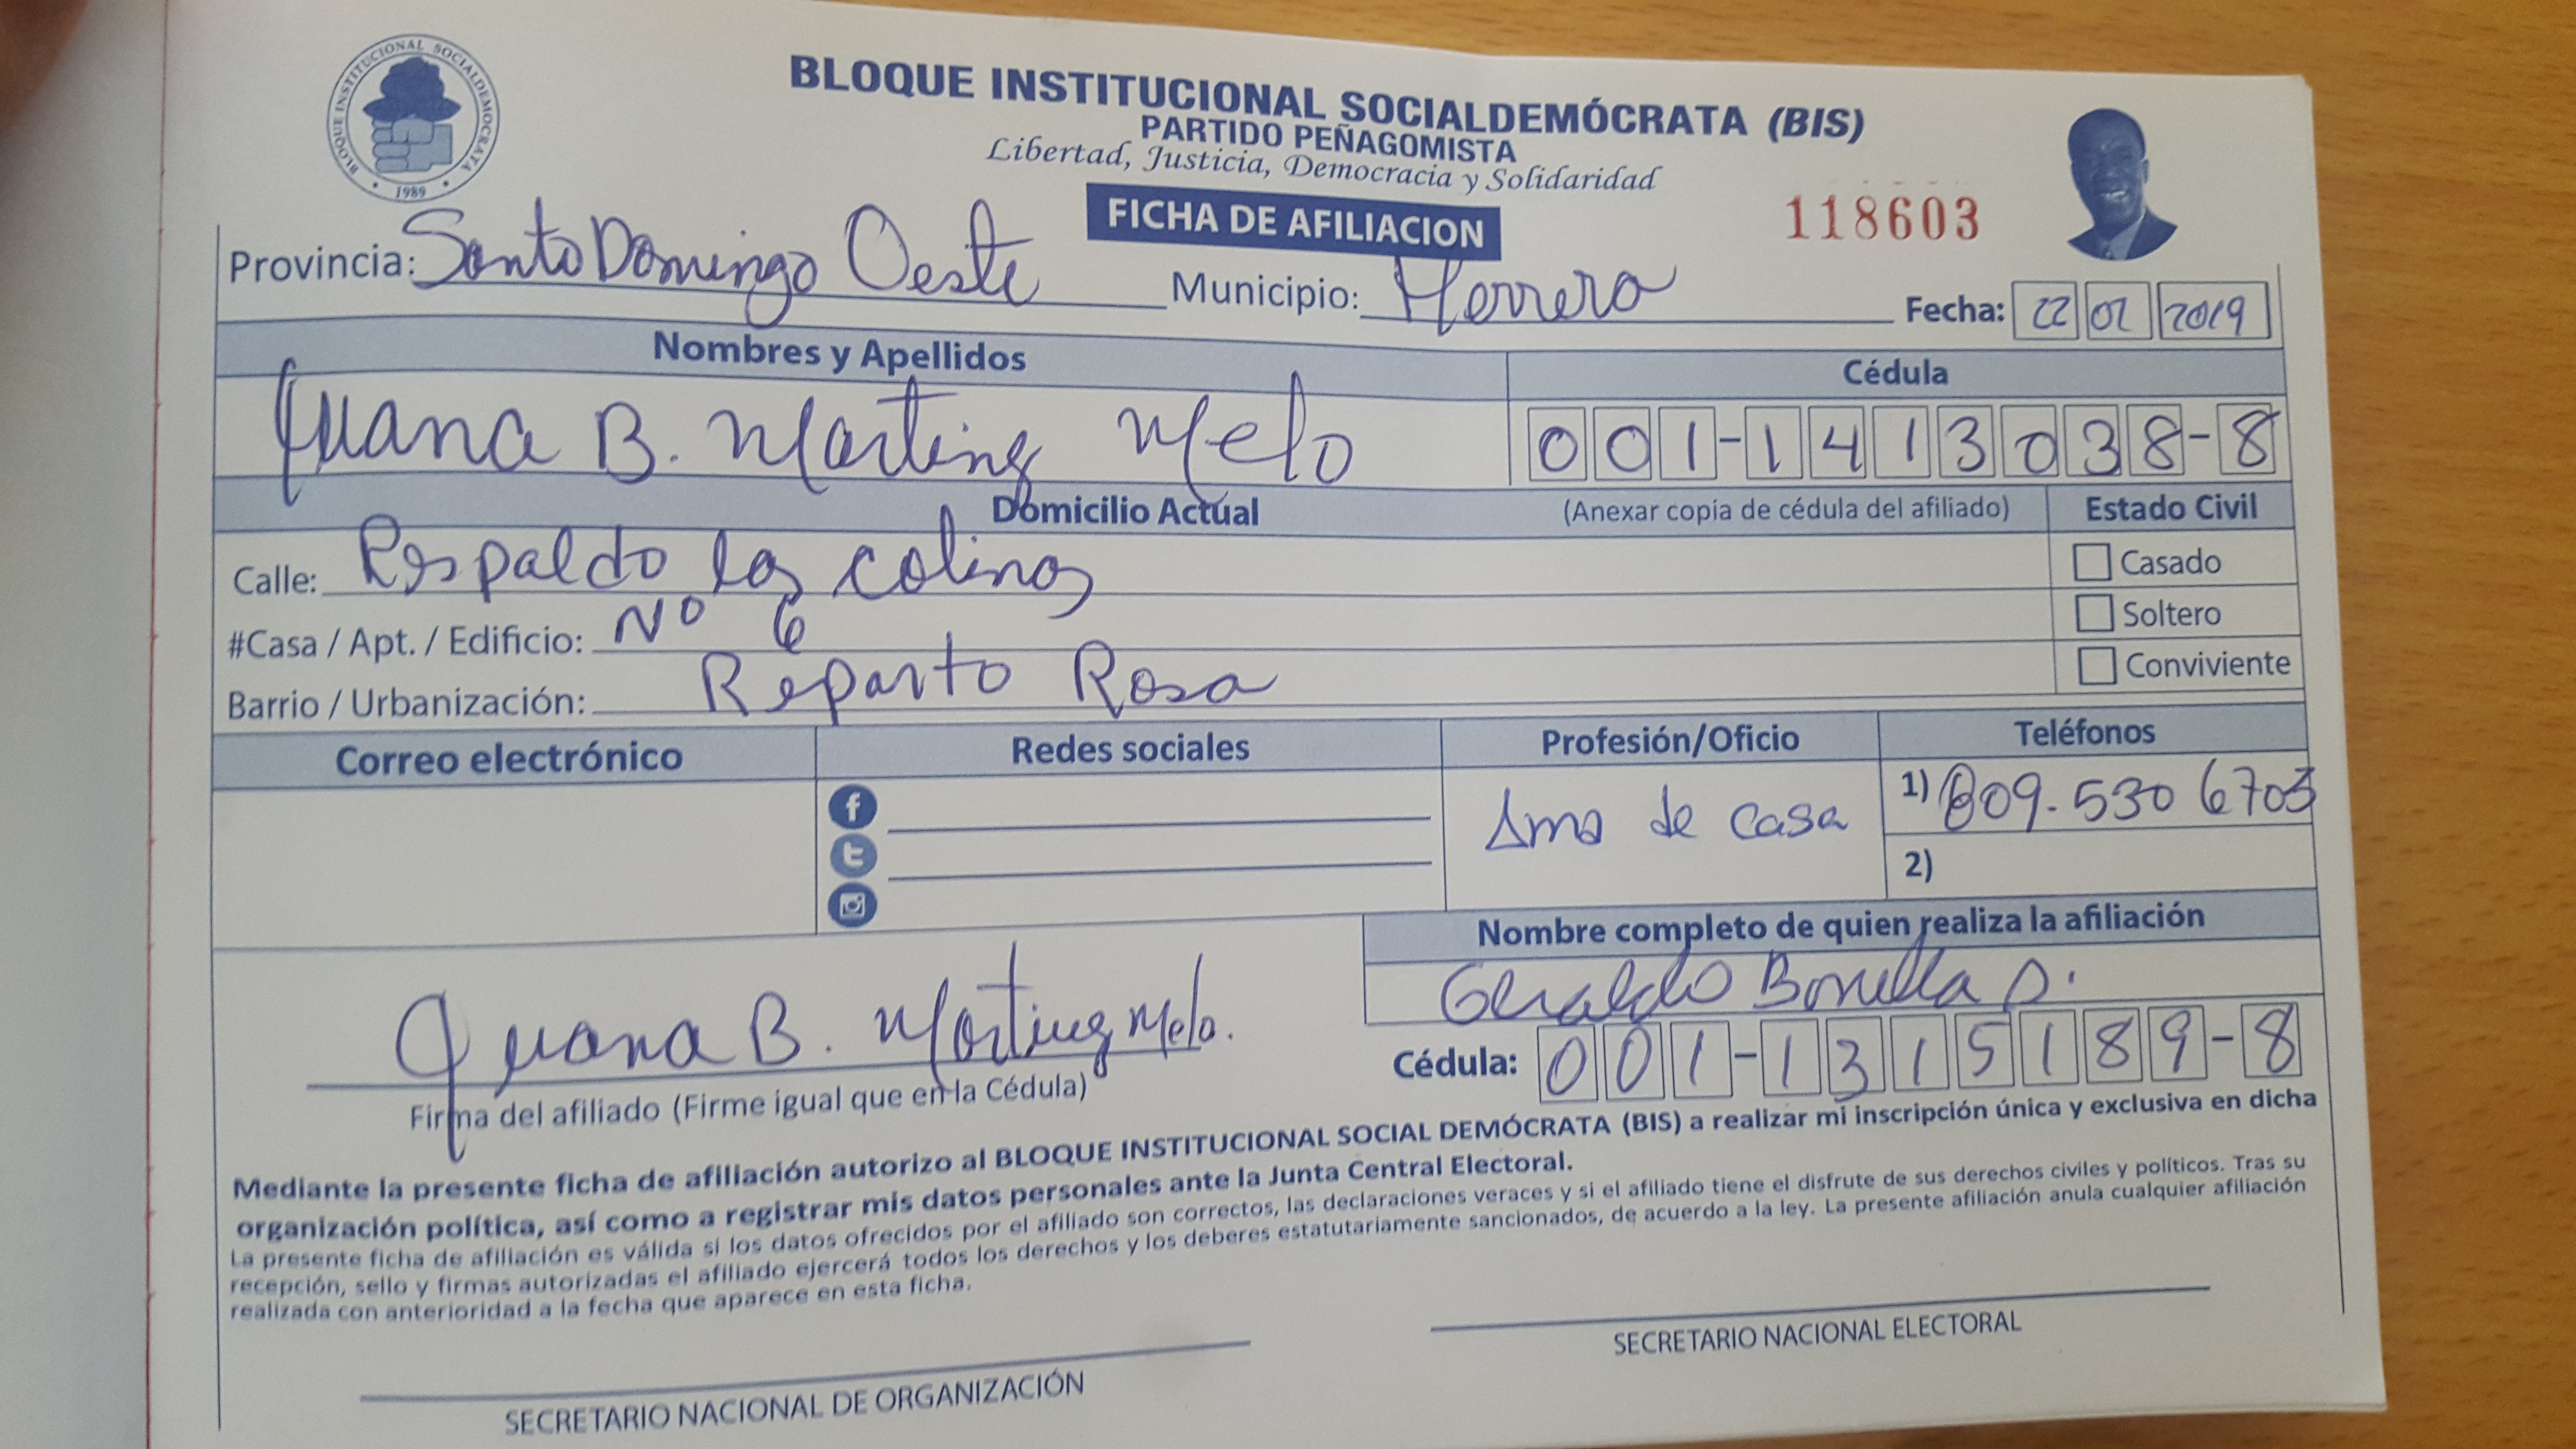 BLOQUE INSTITUCIONAL SOCIALDEMOCRATA
1989
BLOQUE INSTITUCIONAL SOCIALDEMÓCRATA (BIS)
PARTIDO PEÑAGOMISTA
Libertad, Justicia, Democracia y Solidaridad
FICHA DE AFILIACION
118603
Provincia: Santo Domingo Oeste Municipio: Herrera Fecha: 22 02 2019
Nombres y Apellidos Cédula
Juana B. Martinez Melo 001-1413038-8
Domicilio Actual (Anexar copia de cédula del afiliado) Estado Civil
Calle: Respaldo las colinas Casado
#Casa / Apt. / Edificio: Nº 6 Soltero
Barrio / Urbanización: Reparto Rosa Conviviente
Correo electrónico Redes sociales Profesión/Oficio Teléfonos
Ama de casa 1) 809-530 6703
2)
Nombre completo de quien realiza la afiliación
Geraldo Bonilla D.
Juana B. Martinez Melo.
Cédula: 001-1315189-8
Firma del afiliado (Firme igual que en la Cédula)
Mediante la presente ficha de afiliación autorizo al BLOQUE INSTITUCIONAL SOCIAL DEMÓCRATA (BIS) a realizar mi inscripción única y exclusiva en dicha
organización política, así como a registrar mis datos personales ante la Junta Central Electoral.
La presente ficha de afiliación es válida si los datos ofrecidos por el afiliado son correctos, las declaraciones veraces y si el afiliado tiene el disfrute de sus derechos civiles y políticos. Tras su
recepción, sello y firmas autorizadas el afiliado ejercerá todos los derechos y los deberes estatutariamente sancionados, de acuerdo a la ley. La presente afiliación anula cualquier afiliación
realizada con anterioridad a la fecha que aparece en esta ficha.
SECRETARIO NACIONAL DE ORGANIZACIÓN SECRETARIO NACIONAL ELECTORAL